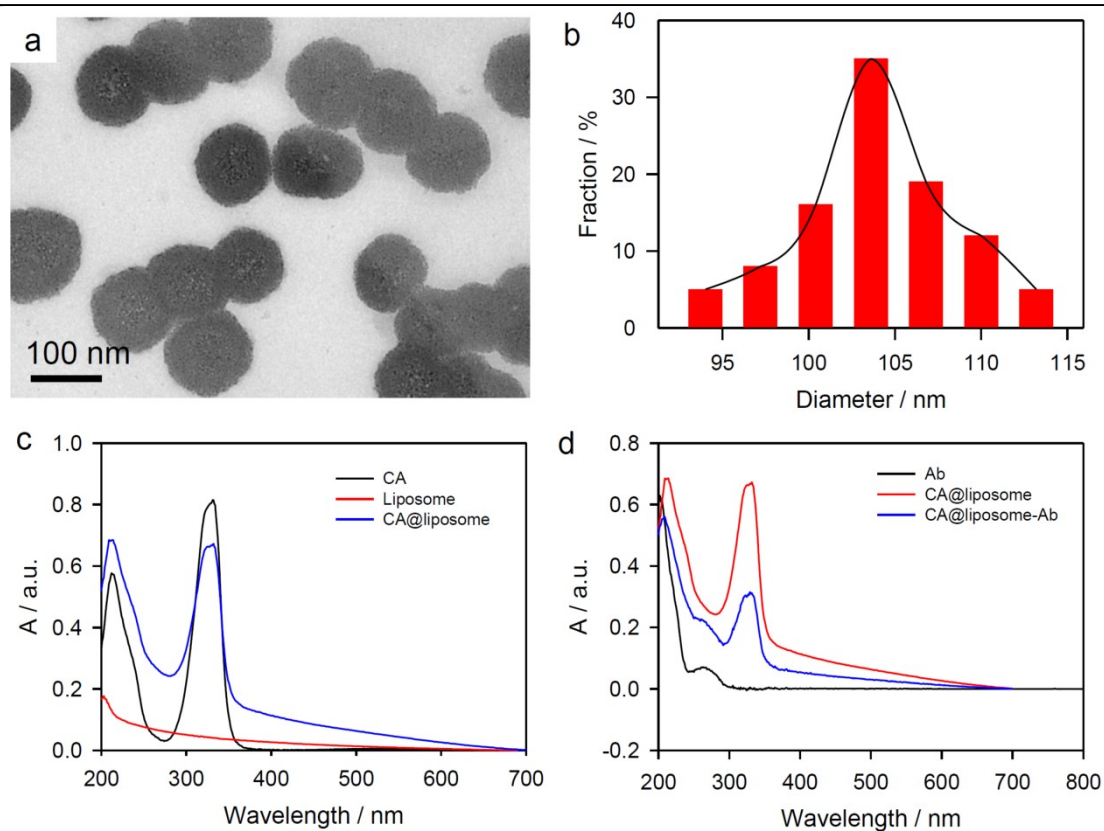 a
100 nm
b
Fraction / %
40
30
20
10
0
95 100 105 110 115
Diameter / nm
c
A / a.u.
1.0
0.8
0.6
0.4
0.2
0.0
CA
Liposome
CA@liposome
200 300 400 500 600 700
Wavelength / nm
d
A / a.u.
0.8
0.6
0.4
0.2
0.0
-0.2
Ab
CA@liposome
CA@liposome-Ab
200 300 400 500 600 700 800
Wavelength / nm